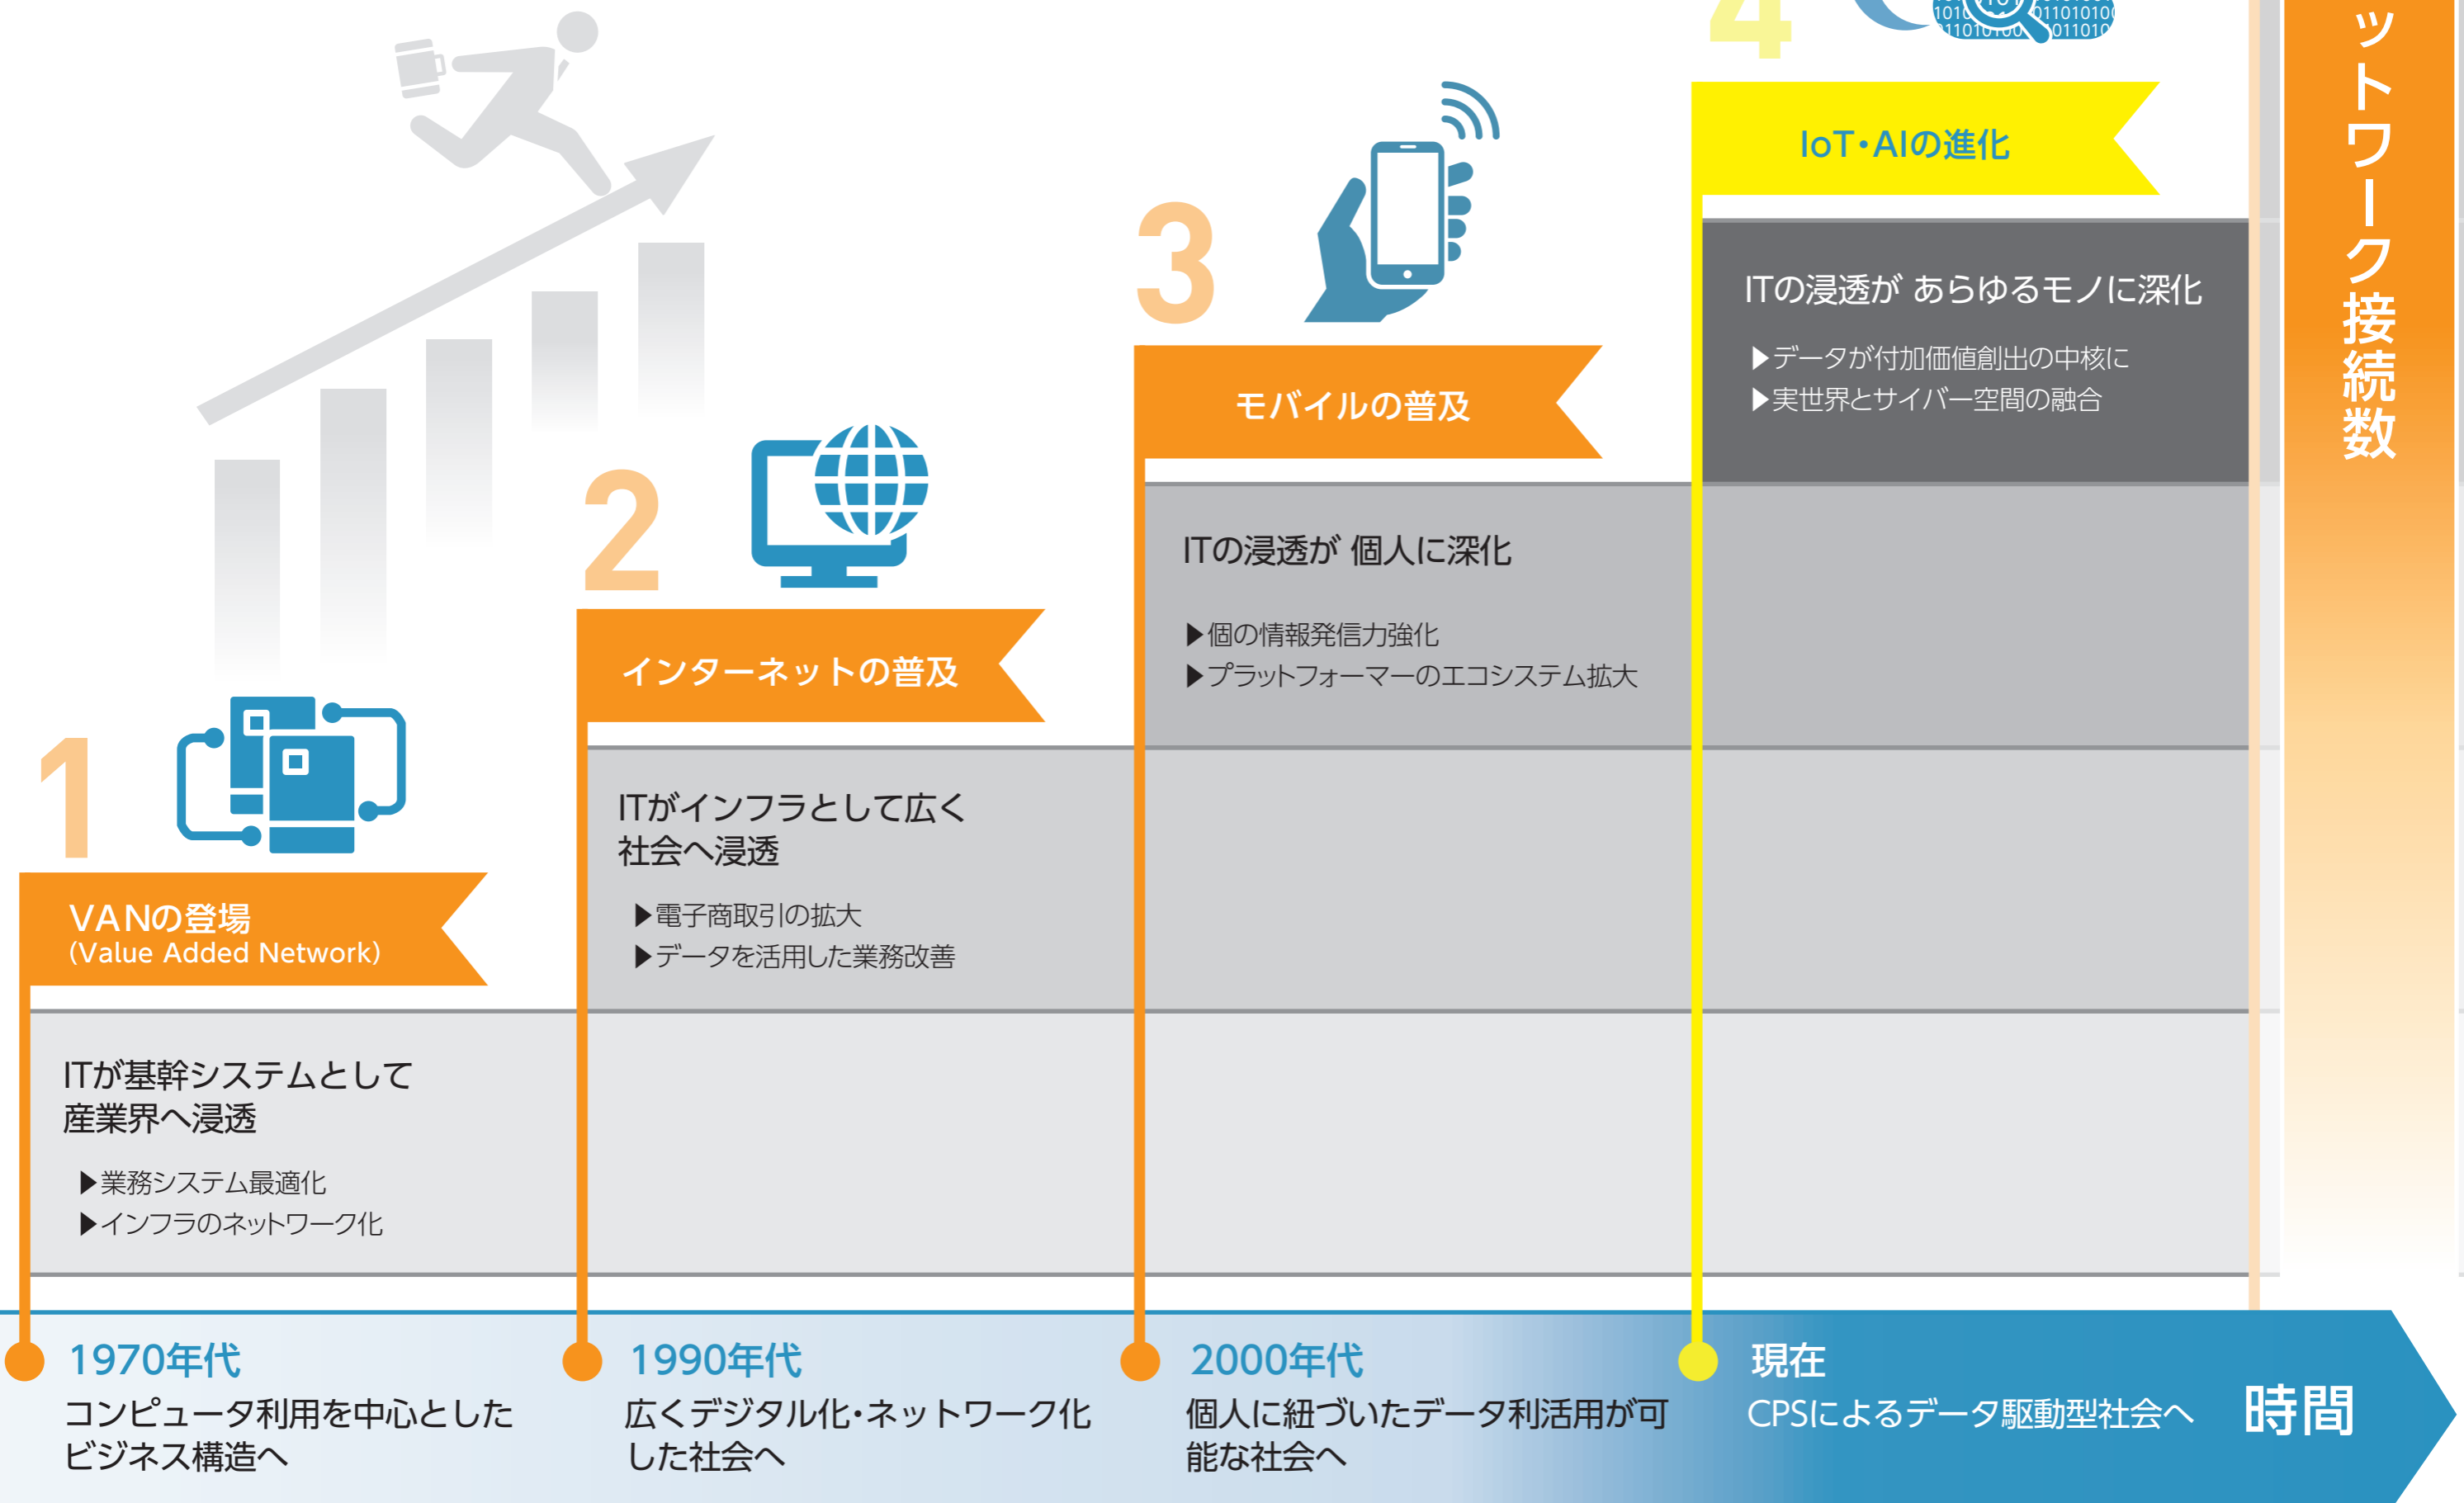 1
VANの登場
(Value Added Network)
ITが基幹システムとして
産業界へ浸透
▶業務システム最適化
▶インフラのネットワーク化
1970年代
コンピュータ利用を中心とした
ビジネス構造へ
2
インターネットの普及
ITがインフラとして広く
社会へ浸透
▶電子商取引の拡大
▶データを活用した業務改善
1990年代
広くデジタル化・ネットワーク化
した社会へ
3
モバイルの普及
ITの浸透が 個人に深化
▶個の情報発信力強化
▶プラットフォーマーのエコシステム拡大
2000年代
個人に紐づいたデータ利活用が可
能な社会へ
4
IoT・AIの進化
ITの浸透が あらゆるモノに深化
▶データが付加価値創出の中核に
▶実世界とサイバー空間の融合
現在
CPSによるデータ駆動型社会へ
時間
ットワーク接続数